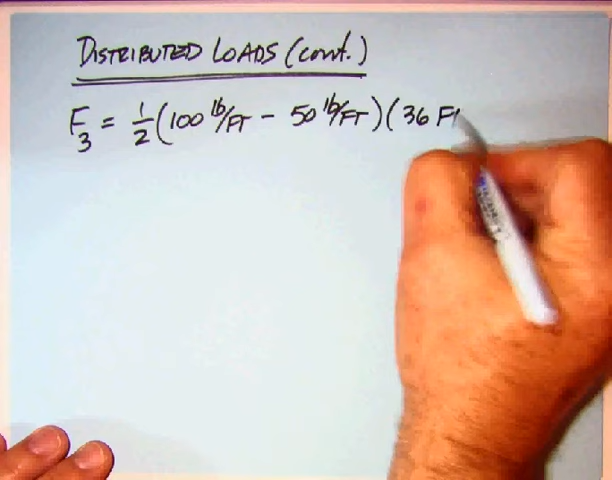 DISTRIBUTED LOADS (cont.)
F₃ = 1/2 (100 lb/FT - 50 lb/FT)(36 F